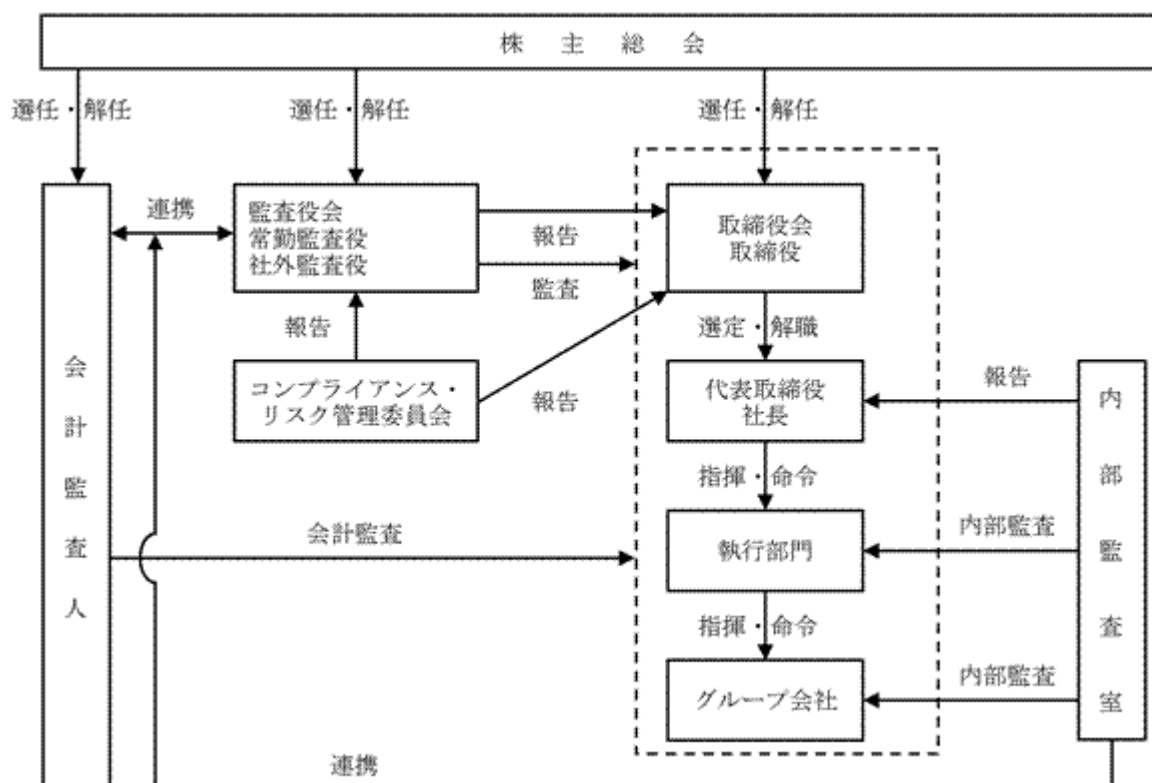 株主総会
選任・解任
選任・解任
選任・解任
連携
監査役会
常勤監査役
社外監査役
報告
監査
取締役会
取締役
報告
選定・解職
コンプライアンス・
リスク管理委員会
報告
代表取締役
社長
報告
指揮・命令
会計監査
執行部門
内部監査
指揮・命令
グループ会社
内部監査
会計監査人
内部監査室
連携